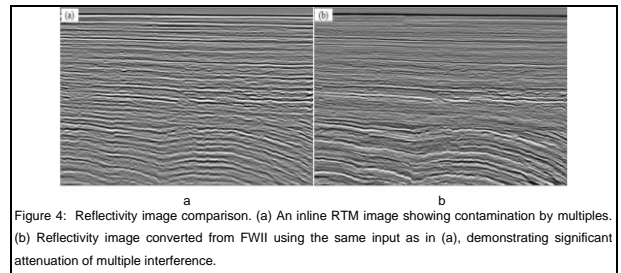 (a) (b)
a b
Figure 4: Reflectivity image comparison. (a) An inline RTM image showing contamination by multiples.
(b) Reflectivity image converted from FWII using the same input as in (a), demonstrating significant
attenuation of multiple interference.